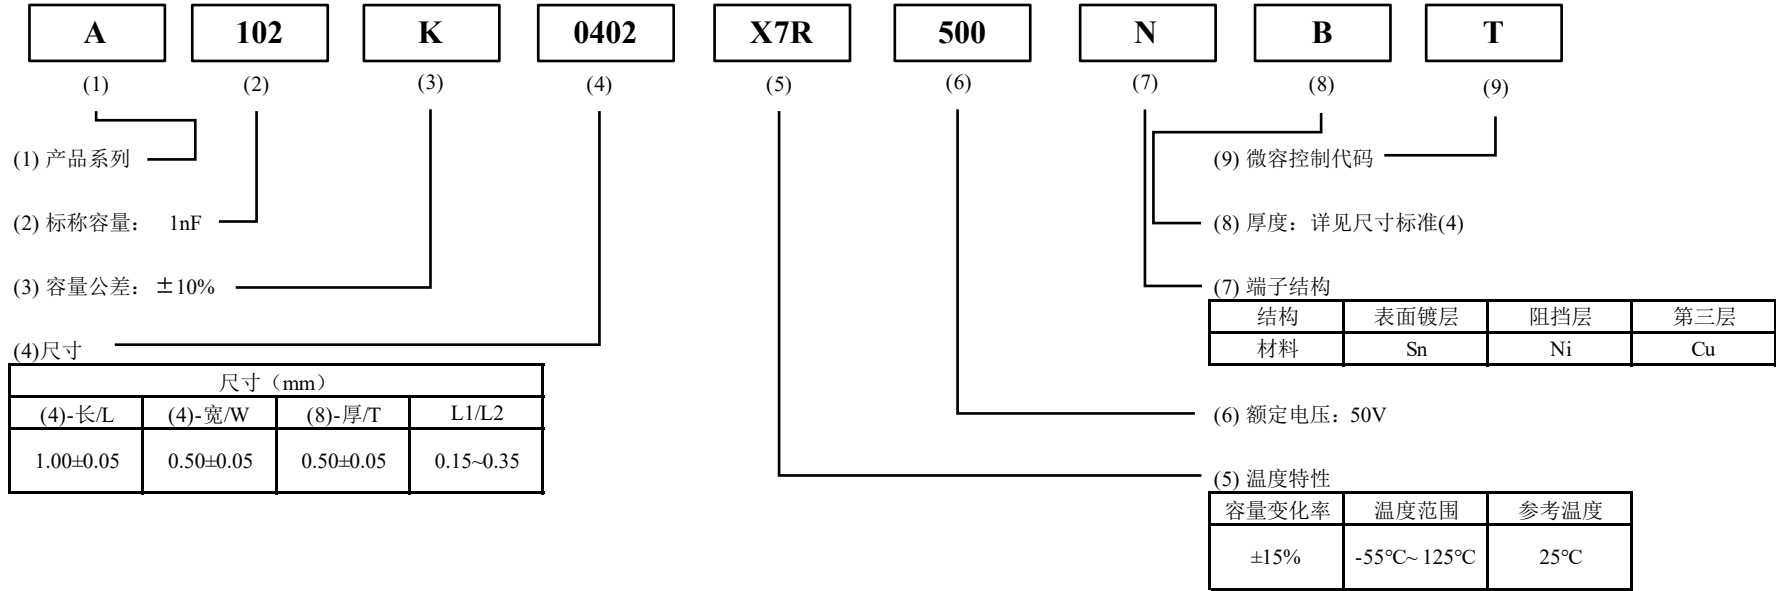 A 102 K 0402 X7R 500 N B T
(1) (2) (3) (4) (5) (6) (7) (8) (9)
(1) 产品系列
(2) 标称容量： 1nF
(3) 容量公差：±10%
(4)尺寸
尺寸（mm）
(4)-长/L (4)-宽/W (8)-厚/T L1/L2
1.00±0.05 0.50±0.05 0.50±0.05 0.15~0.35
(9) 微容控制代码
(8) 厚度：详见尺寸标准(4)
(7) 端子结构
结构 表面镀层 阻挡层 第三层
材料 Sn Ni Cu
(6) 额定电压：50V
(5) 温度特性
容量变化率 温度范围 参考温度
±15% -55℃~ 125℃ 25℃